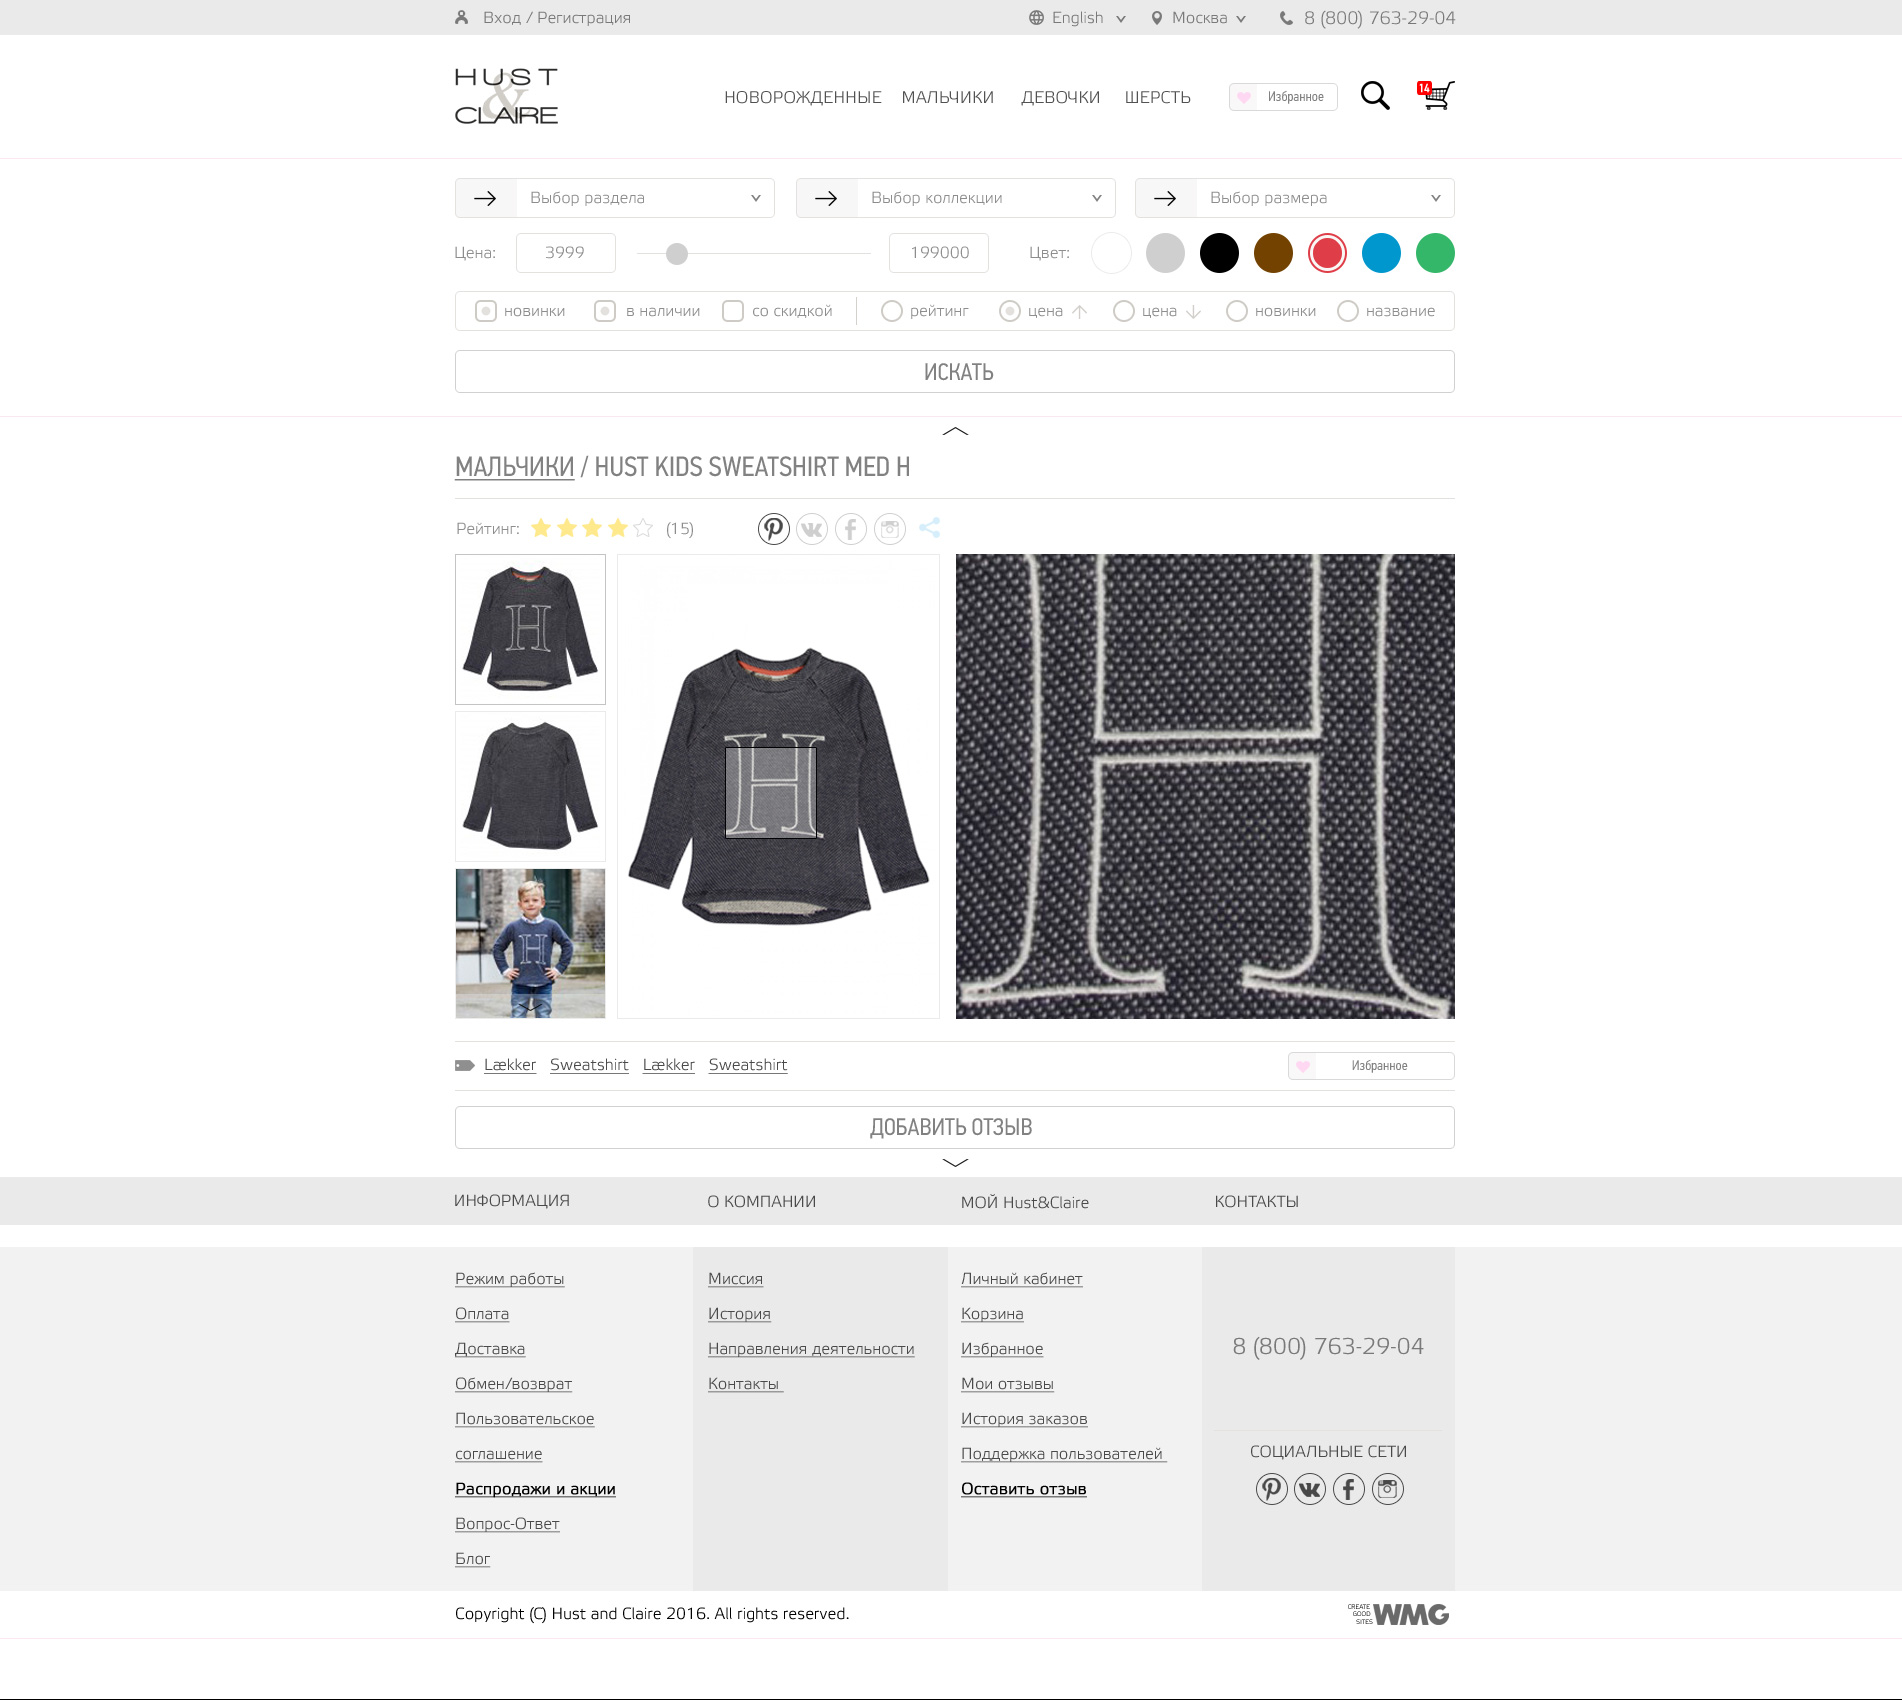 Вход / Регистрация
English
Москва
8 (800) 763-29-04
HUST
&
CLAIRE
НОВОРОЖДЕННЫЕ
МАЛЬЧИКИ
ДЕВОЧКИ
ШЕРСТЬ
Избранное
14
Выбор раздела
Выбор коллекции
Выбор размера
Цена:
3999
199000
Цвет:
новинки
в наличии
со скидкой
рейтинг
цена
цена
новинки
название
ИСКАТЬ
МАЛЬЧИКИ / HUST KIDS SWEATSHIRT MED H
Рейтинг:
(15)
H
H
H
H
Lækker
Sweatshirt
Lækker
Sweatshirt
Избранное
ДОБАВИТЬ ОТЗЫВ
ИНФОРМАЦИЯ
О КОМПАНИИ
МОЙ Hust&Claire
КОНТАКТЫ
Режим работы
Оплата
Доставка
Обмен/возврат
Пользовательское
соглашение
Распродажи и акции
Вопрос-Ответ
Блог
Миссия
История
Направления деятельности
Контакты
Личный кабинет
Корзина
Избранное
Мои отзывы
История заказов
Поддержка пользователей
Оставить отзыв
8 (800) 763-29-04
СОЦИАЛЬНЫЕ СЕТИ
Copyright (C) Hust and Claire 2016. All rights reserved.
CREATE
GOOD
SITES
WMG